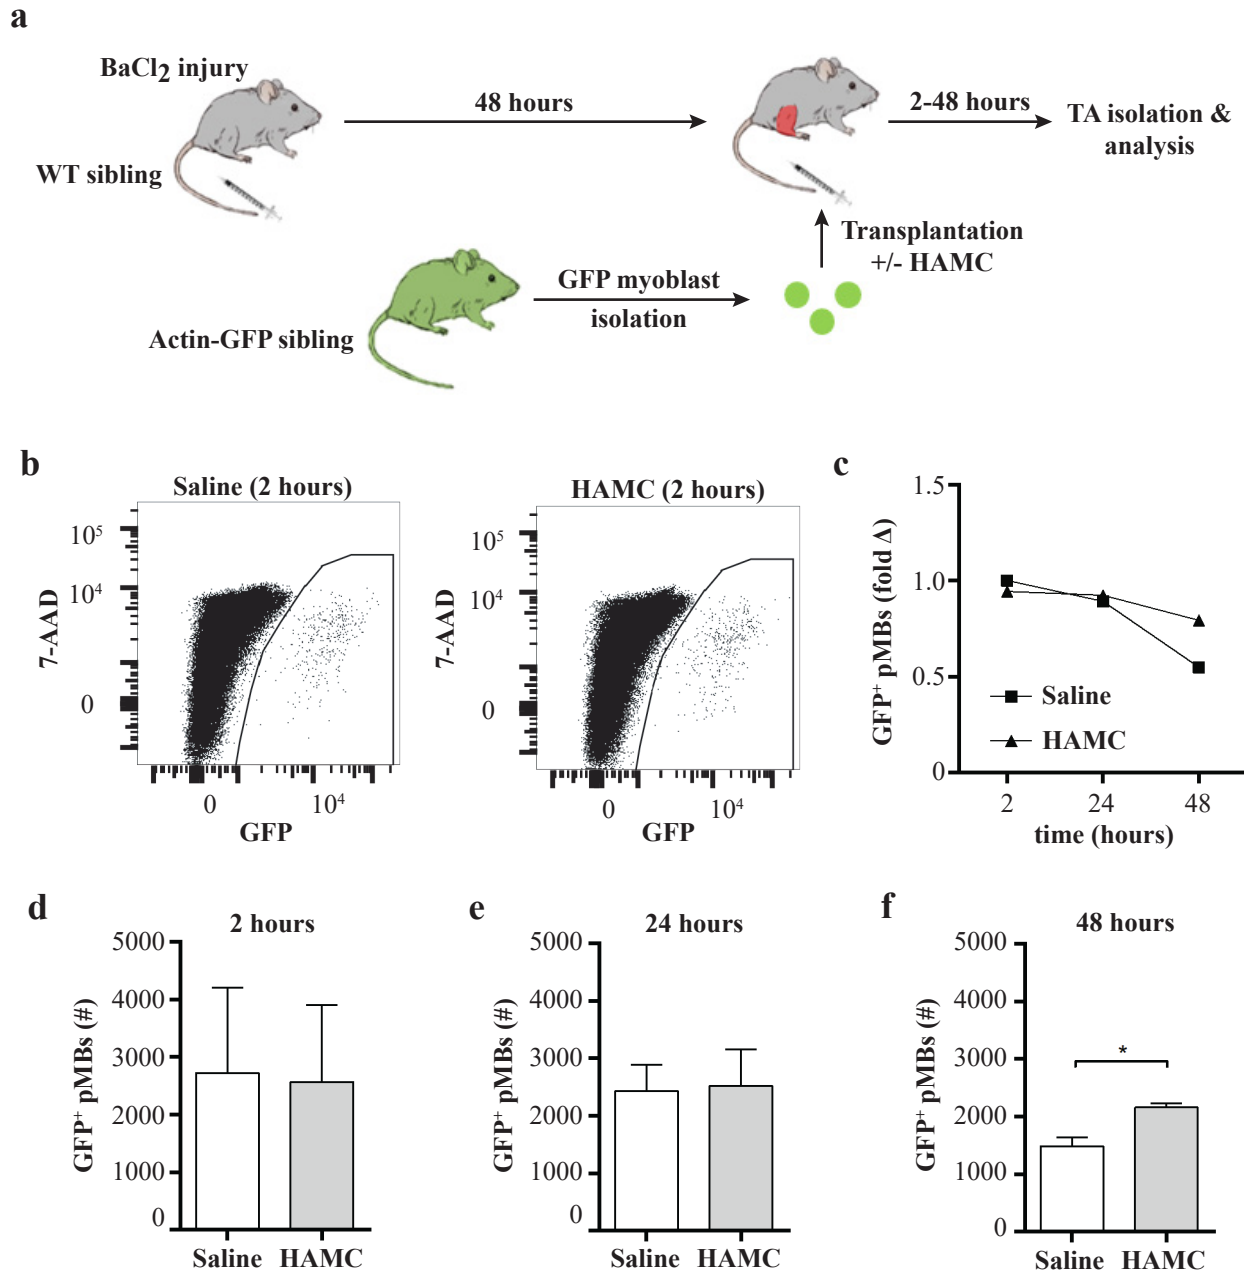 a
BaCl2 injury
48 hours
2-48 hours
TA isolation &
analysis
WT sibling
Transplantation
+/- HAMC
GFP myoblast
isolation
Actin-GFP sibling
b
Saline (2 hours)
10⁵
10⁴
0
7-AAD
0
10⁴
GFP
HAMC (2 hours)
10⁵
10⁴
0
7-AAD
0
10⁴
GFP
c
1.5
1.0
0.5
0
GFP⁺ pMBs (fold Δ)
Saline
HAMC
2
24
48
time (hours)
d
2 hours
5000
4000
3000
2000
1000
0
GFP⁺ pMBs (#)
Saline HAMC
e
24 hours
5000
4000
3000
2000
1000
0
GFP⁺ pMBs (#)
Saline HAMC
f
48 hours
5000
4000
3000
2000
1000
0
GFP⁺ pMBs (#)
*
Saline HAMC